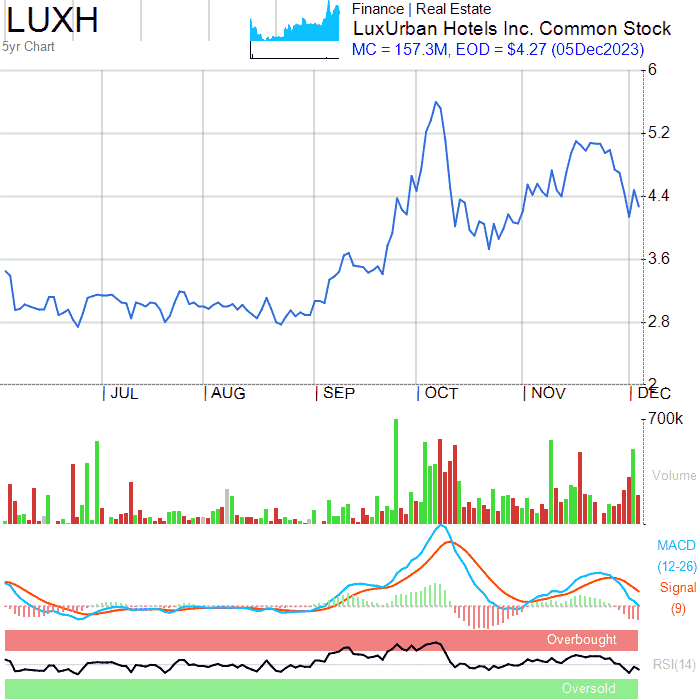 LUXH
5yr Chart
Finance | Real Estate
LuxUrban Hotels Inc. Common Stock
MC = 157.3M, EOD = $4.27 (05Dec2023)
6
5.2
4.4
3.6
2.8
2
JUL AUG SEP OCT NOV DEC
700k
Volume
MACD
(12-26)
Signal
(9)
Overbought
RSI(14)
Oversold